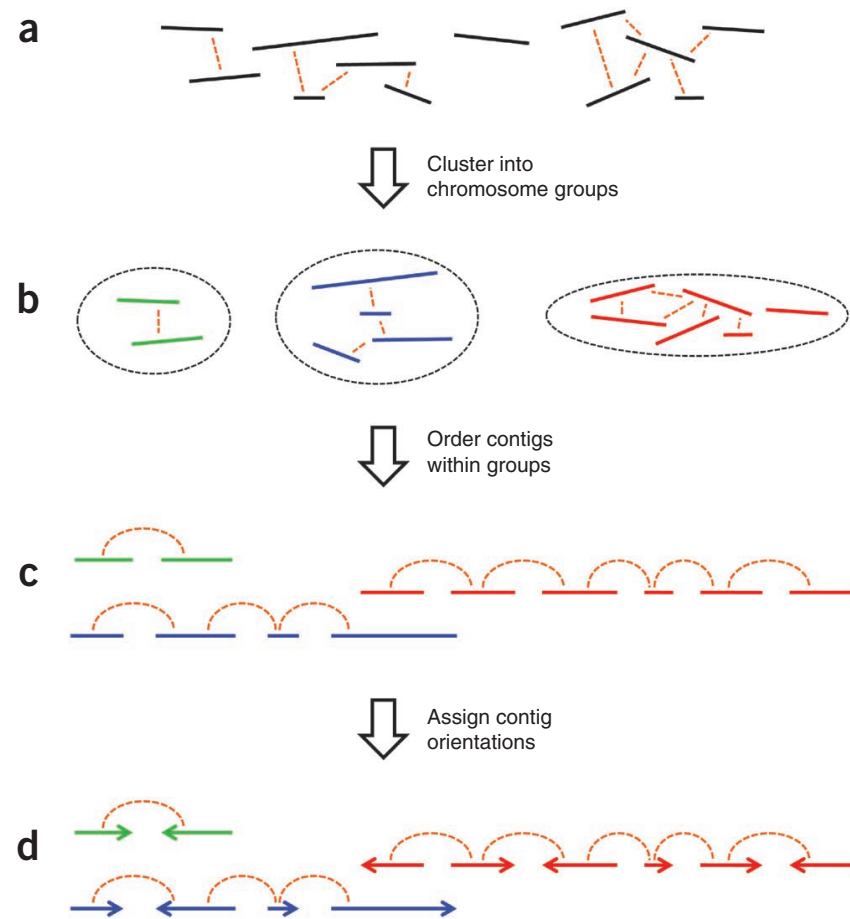 a
Cluster into
chromosome groups
b
Order contigs
within groups
c
Assign contig
orientations
d